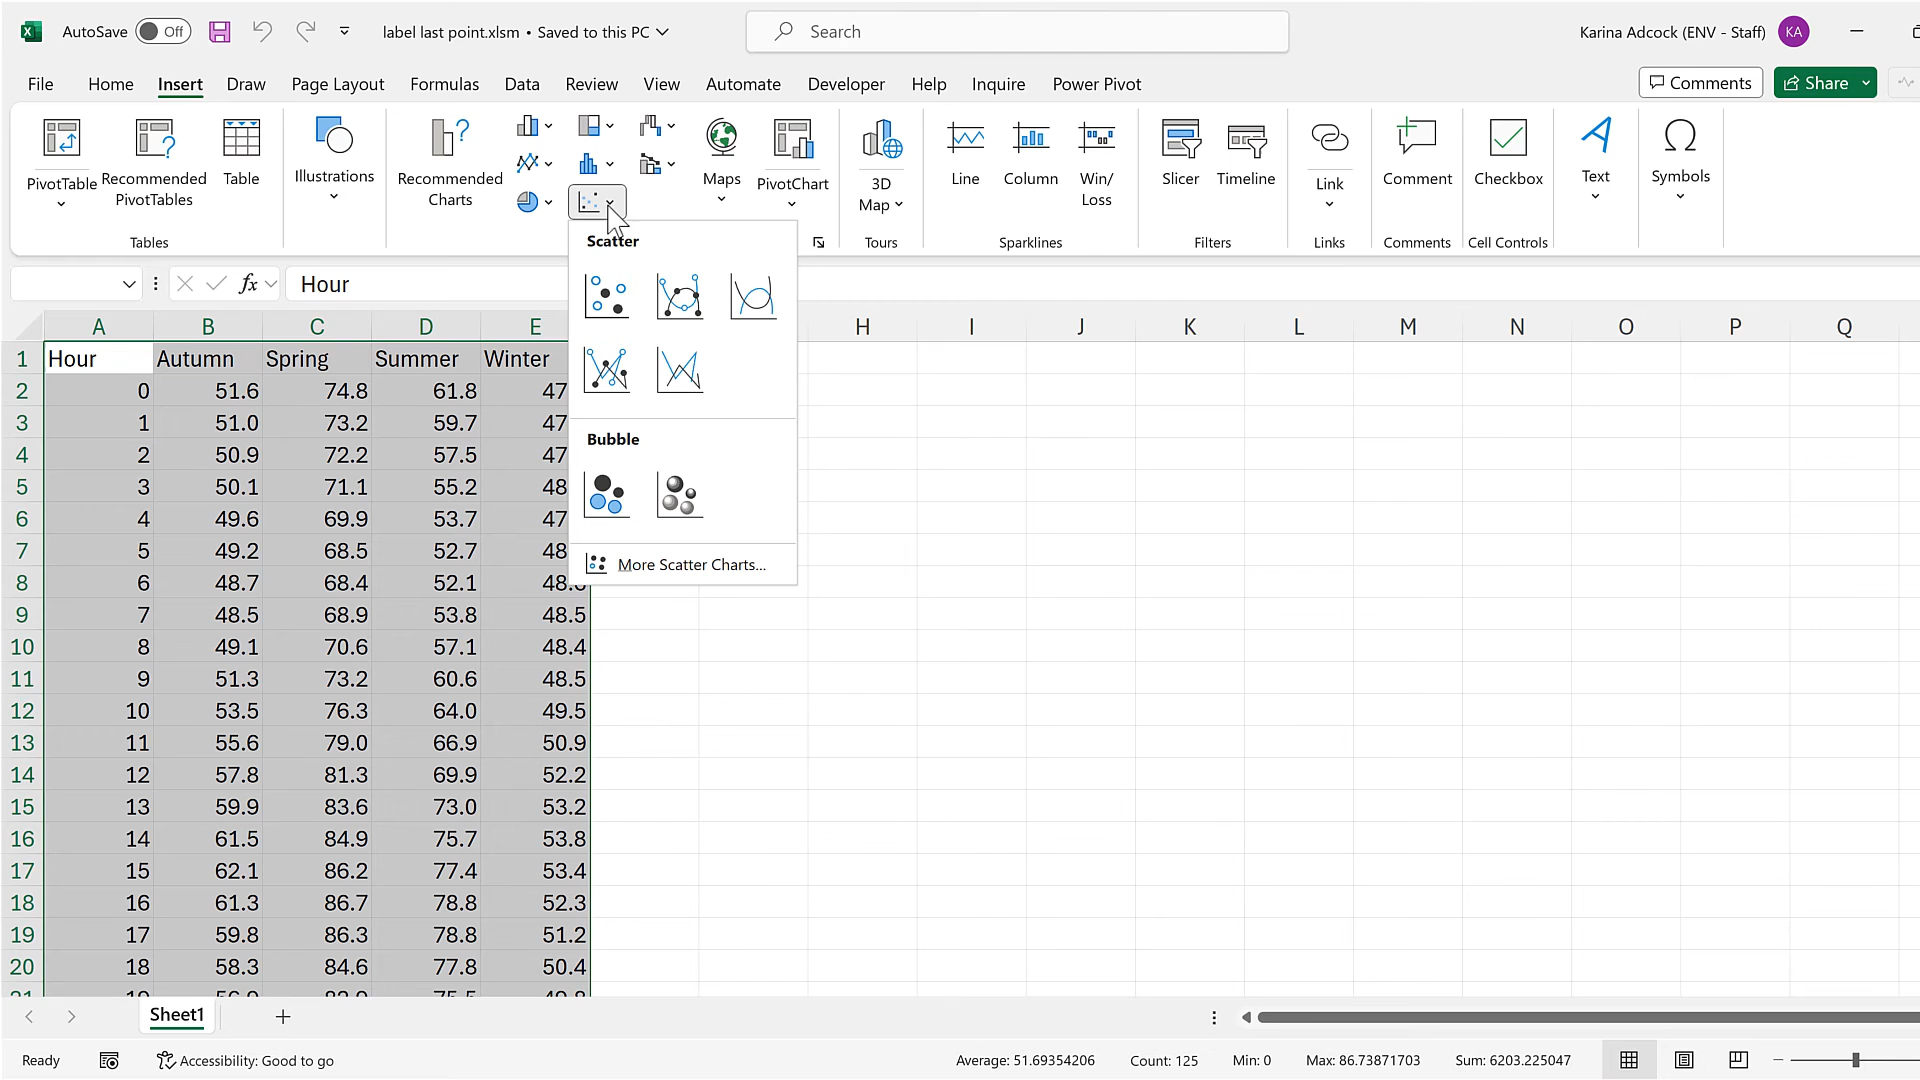 AutoSave Off label last point.xlsm • Saved to this PC Search Karina Adcock (ENV - Staff) KA
File Home Insert Draw Page Layout Formulas Data Review View Automate Developer Help Inquire Power Pivot Comments Share
PivotTable Recommended PivotTables Table Illustrations Recommended Charts Maps PivotChart 3D Map Line Column Win/ Loss Slicer Timeline Link Comment Checkbox Text Symbols
Tables Tours Sparklines Filters Links Comments Cell Controls
Scatter
Bubble
More Scatter Charts...
fx Hour
A B C D E H I J K L M N O P Q
1 Hour Autumn Spring Summer Winter
2 0 51.6 74.8 61.8 47
3 1 51.0 73.2 59.7 47
4 2 50.9 72.2 57.5 47
5 3 50.1 71.1 55.2 48
6 4 49.6 69.9 53.7 47
7 5 49.2 68.5 52.7 48
8 6 48.7 68.4 52.1 48.
9 7 48.5 68.9 53.8 48.5
10 8 49.1 70.6 57.1 48.4
11 9 51.3 73.2 60.6 48.5
12 10 53.5 76.3 64.0 49.5
13 11 55.6 79.0 66.9 50.9
14 12 57.8 81.3 69.9 52.2
15 13 59.9 83.6 73.0 53.2
16 14 61.5 84.9 75.7 53.8
17 15 62.1 86.2 77.4 53.4
18 16 61.3 86.7 78.8 52.3
19 17 59.8 86.3 78.8 51.2
20 18 58.3 84.6 77.8 50.4
Sheet1
Ready Accessibility: Good to go Average: 51.69354206 Count: 125 Min: 0 Max: 86.73871703 Sum: 6203.225047